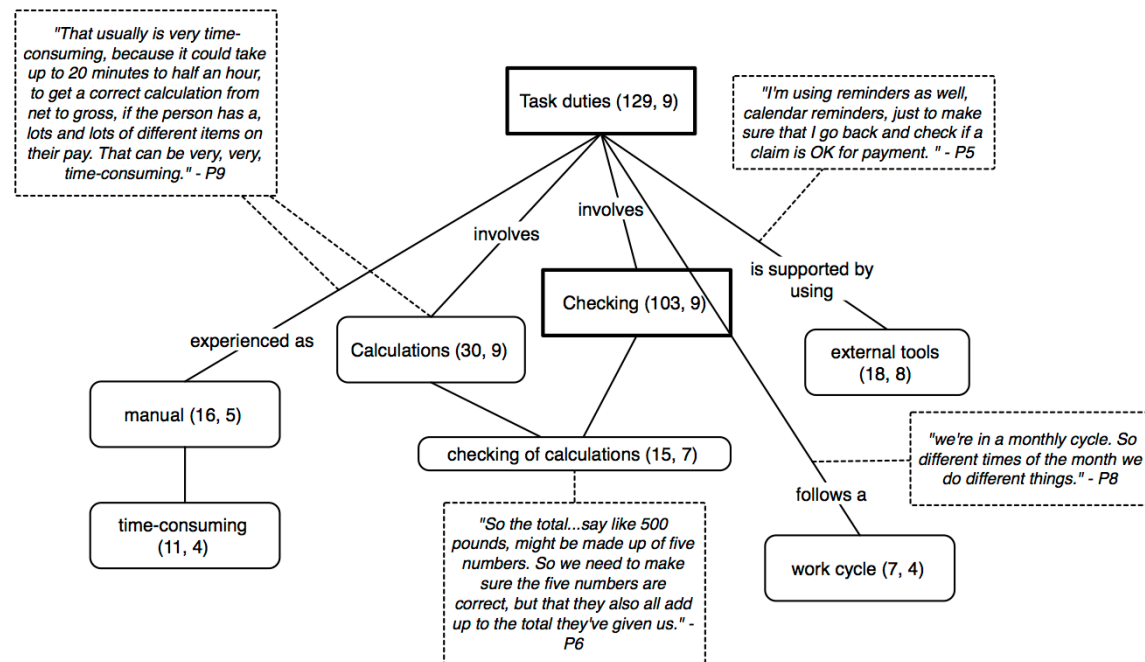 "That usually is very time-
consuming, because it could take
up to 20 minutes to half an hour,
to get a correct calculation from
net to gross, if the person has a,
lots and lots of different items on
their pay. That can be very, very,
time-consuming." - P9
Task duties (129, 9)
"I'm using reminders as well,
calendar reminders, just to make
sure that I go back and check if a
claim is OK for payment. " - P5
involves
involves
is supported by
using
Checking (103, 9)
experienced as
Calculations (30, 9)
external tools
(18, 8)
manual (16, 5)
checking of calculations (15, 7)
"we're in a monthly cycle. So
different times of the month we
do different things." - P8
follows a
time-consuming
(11, 4)
"So the total...say like 500
pounds, might be made up of five
numbers. So we need to make
sure the five numbers are
correct, but that they also all add
up to the total they've given us." -
P6
work cycle (7, 4)